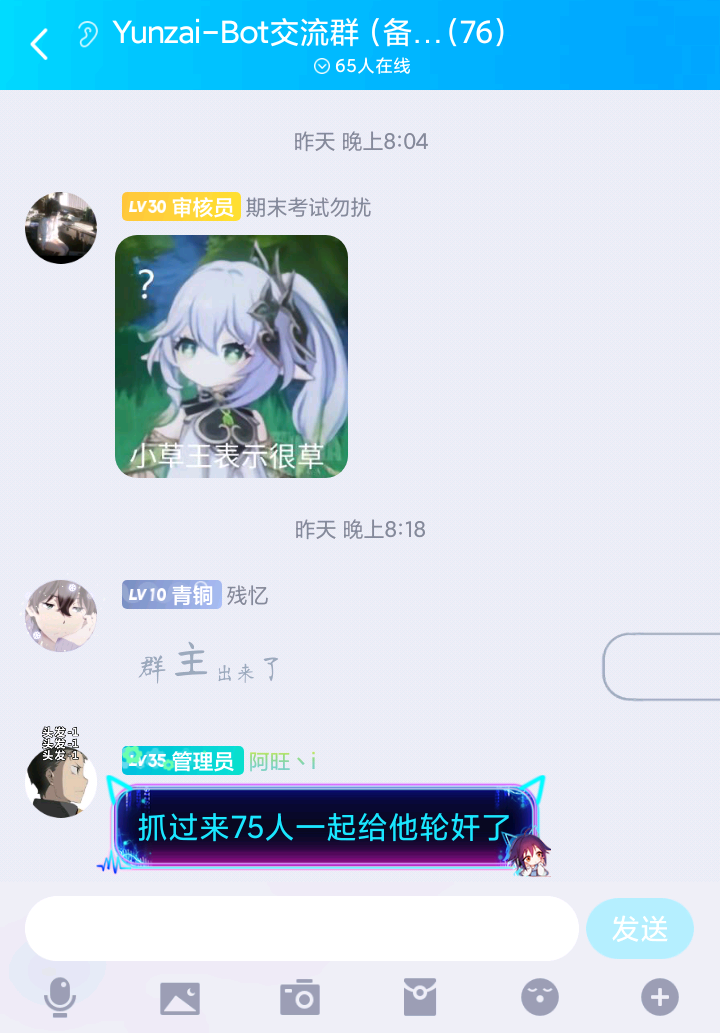 Yunzai-Bot交流群（备...（76）
65人在线
昨天 晚上8:04
LV30 审核员 期末考试勿扰
?
小草王表示很草
昨天 晚上8:18
LV10 青铜 残忆
群主出来了
头发-1
头发-1
头发-1
LV35 管理员 阿旺丶i
抓过来75人一起给他轮奸了
发送